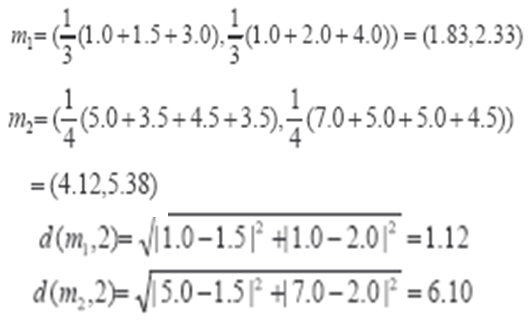 m₁= (1/3(1.0+1.5+3.0), 1/3(1.0+2.0+4.0)) = (1.83,2.33)
m₂= (1/4(5.0+3.5+4.5+3.5), 1/4(7.0+5.0+5.0+4.5))
= (4.12,5.38)
d(m₁,2)= √|1.0−1.5|² +|1.0−2.0|² =1.12
d(m₂,2)= √|5.0−1.5|² +|7.0−2.0|² = 6.10